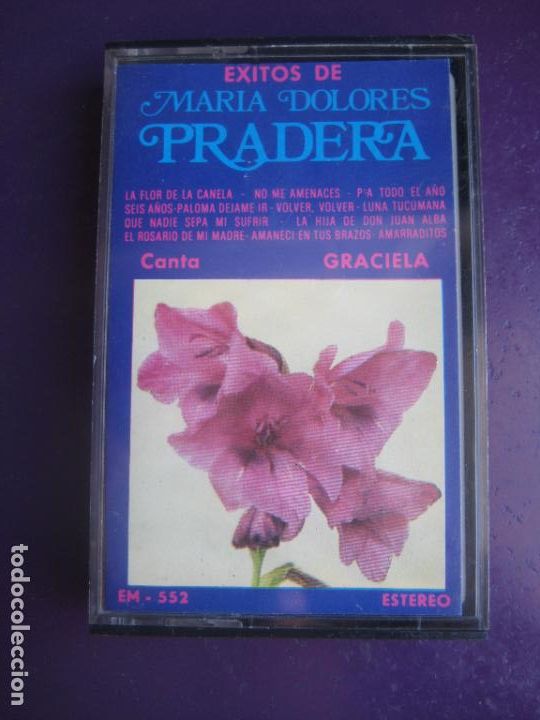 EXITOS DE
MARIA DOLORES
PRADERA
LA FLOR DE LA CANELA - NO ME AMENACES - P'A TODO EL AÑO
SEIS AÑOS-PALOMA DEJAME IR-VOLVER, VOLVER-LUNA TUCUMANA
QUE NADIE SEPA MI SUFRIR - LA HIJA DE DON JUAN ALBA
EL ROSARIO DE MI MADRE-AMANECI EN TUS BRAZOS-AMARRADITOS
Canta GRACIELA
EM - 552 ESTEREO
todocoleccion